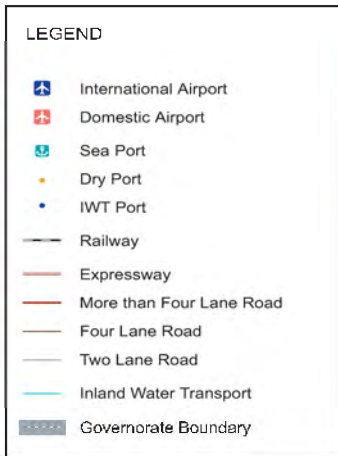 LEGEND
International Airport
Domestic Airport
Sea Port
Dry Port
IWT Port
Railway
Expressway
More than Four Lane Road
Four Lane Road
Two Lane Road
Inland Water Transport
Governorate Boundary